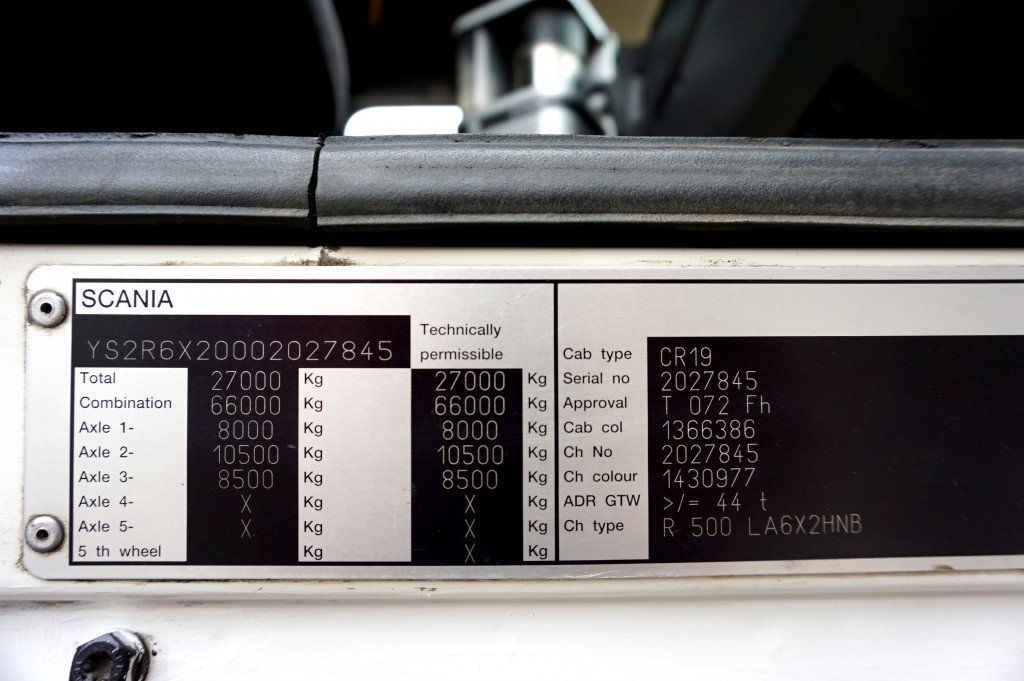 SCANIA
YS2R6X20002027845
Technically
permissible
Total 27000 Kg 27000 Kg
Combination 66000 Kg 66000 Kg
Axle 1- 8000 Kg 8000 Kg
Axle 2- 10500 Kg 10500 Kg
Axle 3- 8500 Kg 8500 Kg
Axle 4- X Kg X Kg
Axle 5- X Kg X Kg
5 th wheel Kg X Kg
Cab type CR19
Serial no 2027845
Approval T 072 Fh
Cab col 1366386
Ch No 2027845
Ch colour 1430977
ADR GTW >/= 44 t
Ch type R 500 LA6X2HNB